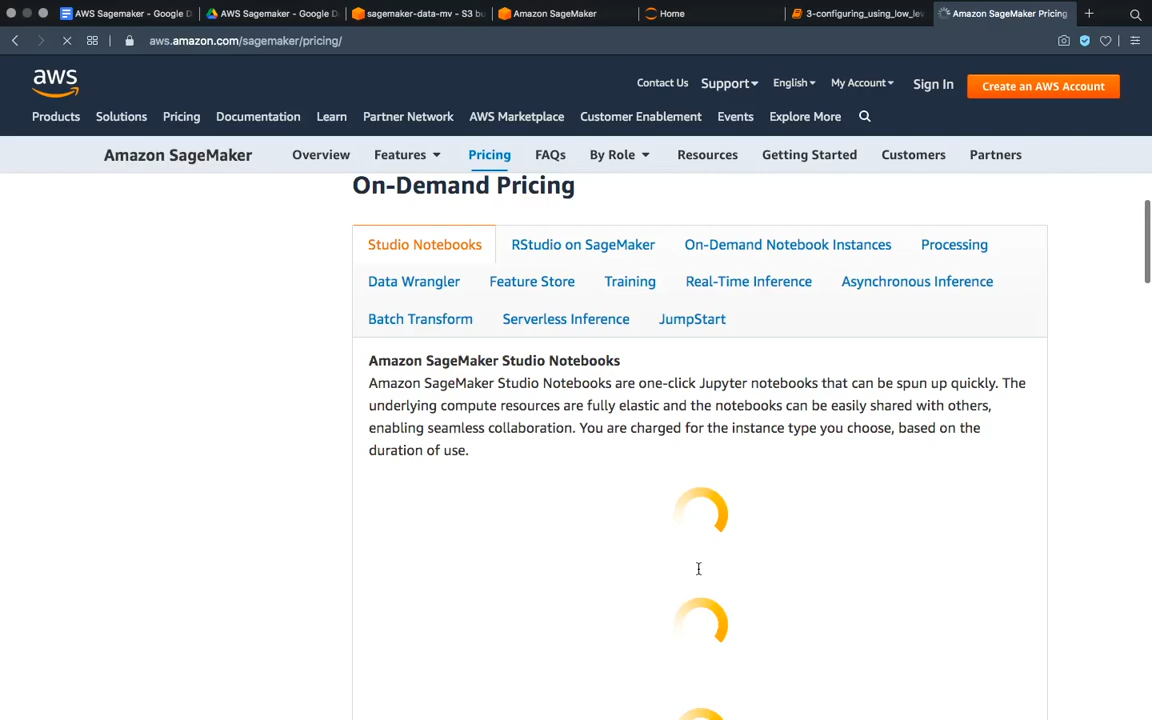 AWS Sagemaker - Google D
AWS Sagemaker - Google D
sagemaker-data-mv - S3 bu
Amazon SageMaker
Home
3-configuring_using_low_lev
Amazon SageMaker Pricing
aws.amazon.com/sagemaker/pricing/
aws
Contact Us
Support
English
My Account
Sign In
Create an AWS Account
Products
Solutions
Pricing
Documentation
Learn
Partner Network
AWS Marketplace
Customer Enablement
Events
Explore More
Amazon SageMaker
Overview
Features
Pricing
FAQs
By Role
Resources
Getting Started
Customers
Partners
On-Demand Pricing
Studio Notebooks
RStudio on SageMaker
On-Demand Notebook Instances
Processing
Data Wrangler
Feature Store
Training
Real-Time Inference
Asynchronous Inference
Batch Transform
Serverless Inference
JumpStart
Amazon SageMaker Studio Notebooks
Amazon SageMaker Studio Notebooks are one-click Jupyter notebooks that can be spun up quickly. The
underlying compute resources are fully elastic and the notebooks can be easily shared with others,
enabling seamless collaboration. You are charged for the instance type you choose, based on the
duration of use.